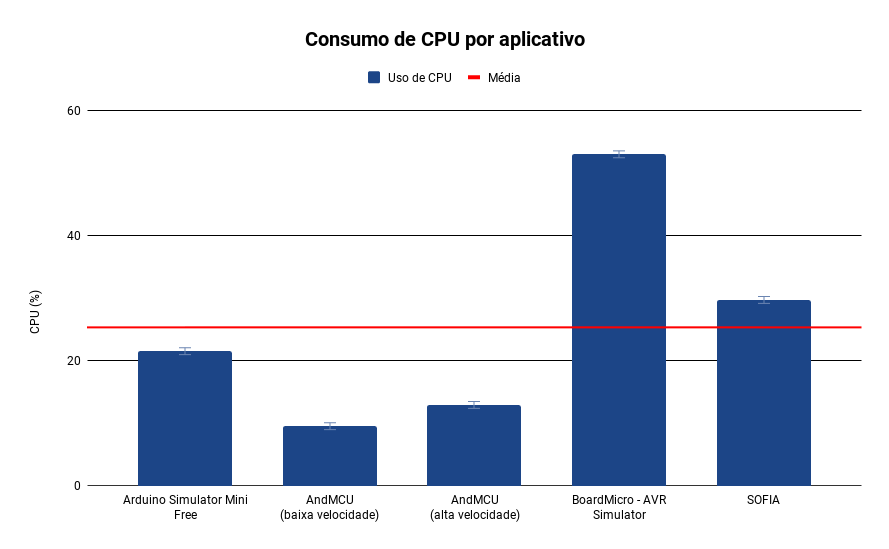 Consumo de CPU por aplicativo
Uso de CPU
Média
60
40
20
0
CPU (%)
Arduino Simulator Mini
Free
AndMCU
(baixa velocidade)
AndMCU
(alta velocidade)
BoardMicro - AVR
Simulator
SOFIA